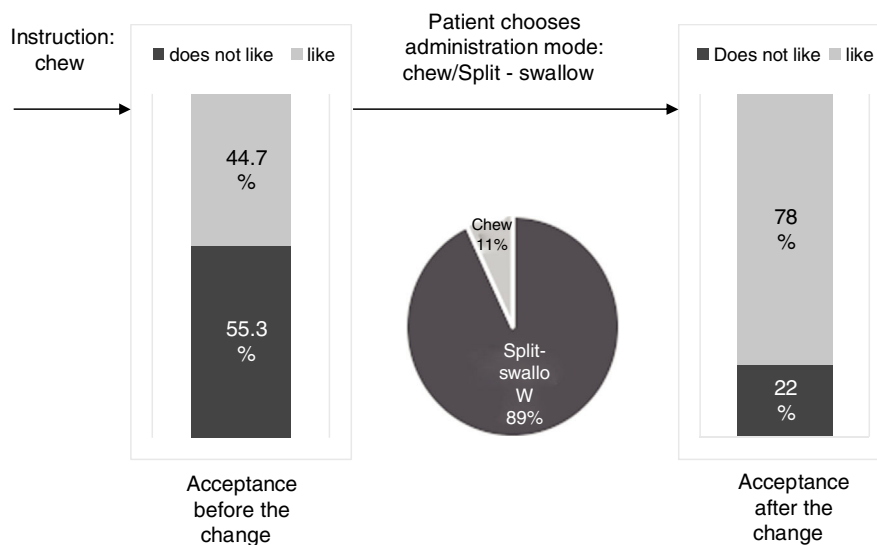 Instruction:
chew
does not like like
44.7
%
55.3
%
Acceptance
before the
change
Patient chooses
administration mode:
chew/Split - swallow
Chew
11%
Split-
swallo
W
89%
Does not like like
78
%
22
%
Acceptance
after the
change